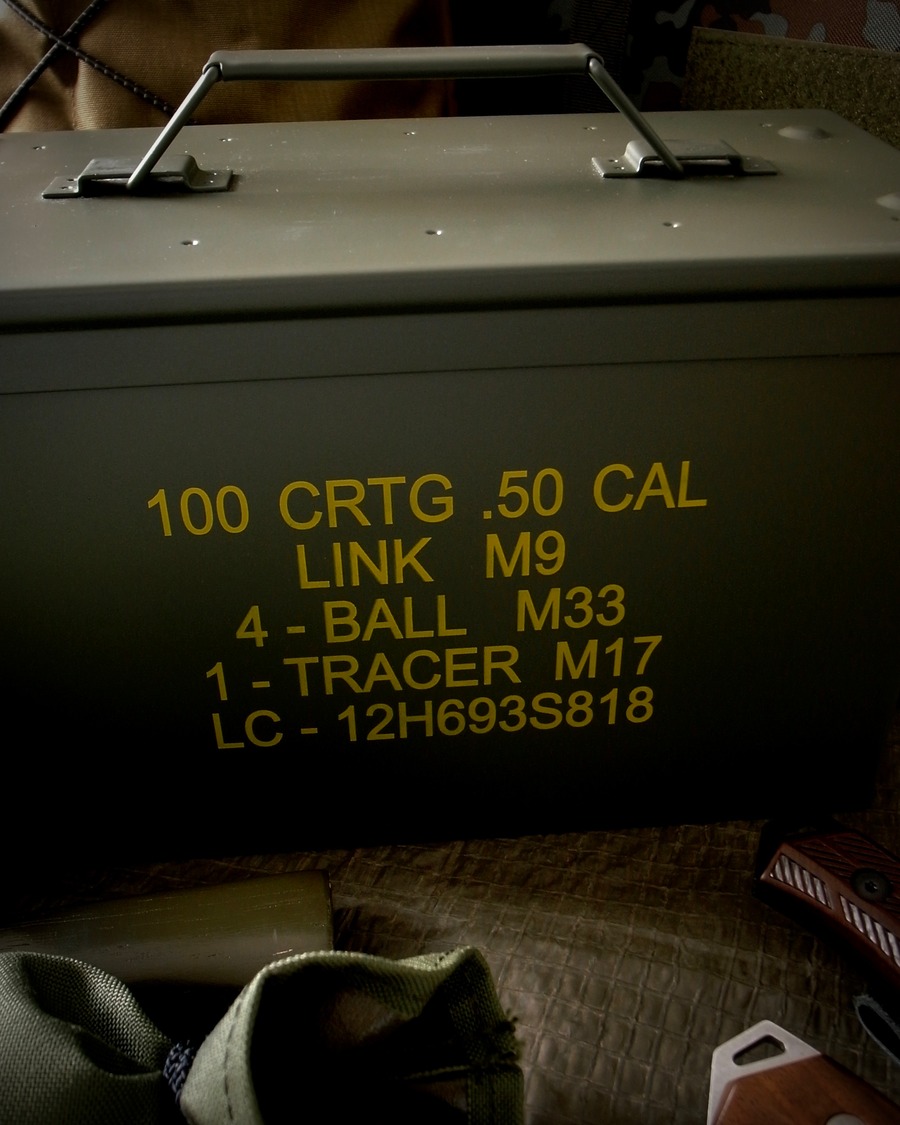 100 CRTG .50 CAL
LINK M9
4 - BALL M33
1 - TRACER M17
LC - 12H693S818